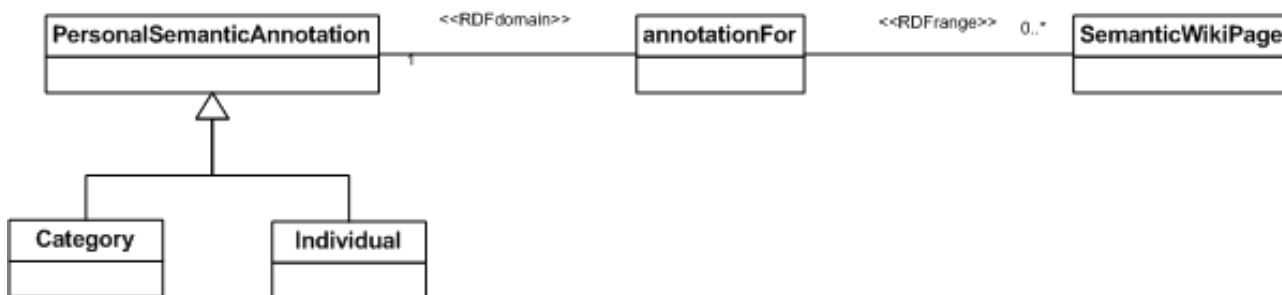 <<RDFdomain>>
<<RDFrange>>
PersonalSemanticAnnotation
annotationFor
0..*
SemanticWikiPage
1
Category
Individual